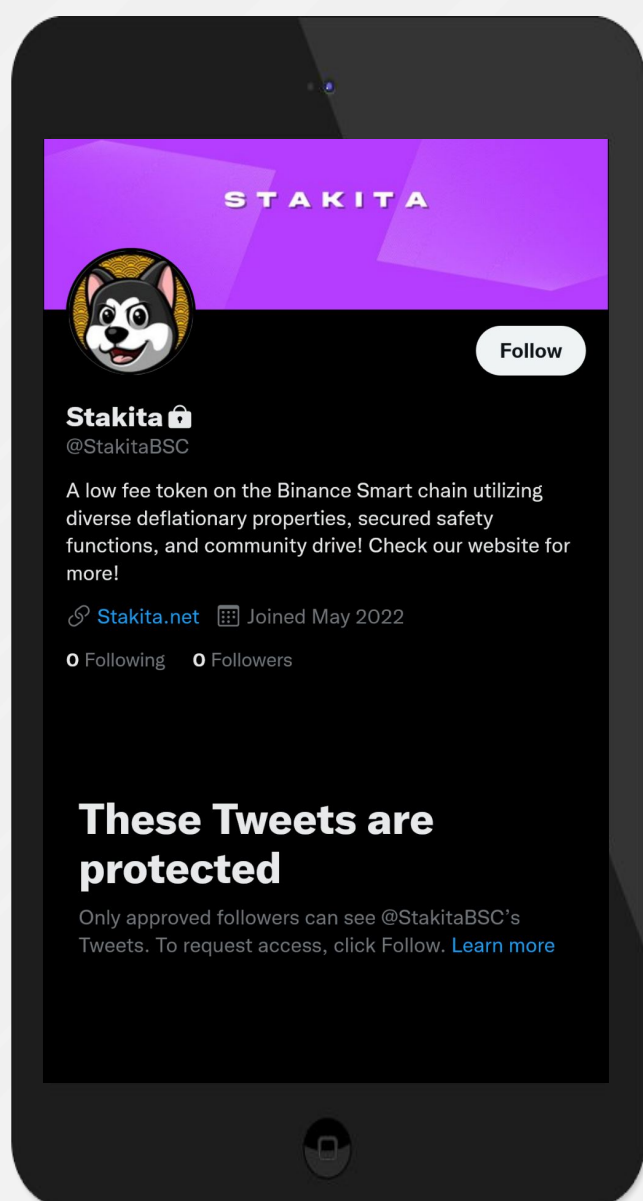 STAKITA
Follow
Stakita
@StakitaBSC
A low fee token on the Binance Smart chain utilizing
diverse deflationary properties, secured safety
functions, and community drive! Check our website for
more!
Stakita.net Joined May 2022
0 Following 0 Followers
These Tweets are
protected
Only approved followers can see @StakitaBSC’s
Tweets. To request access, click Follow. Learn more